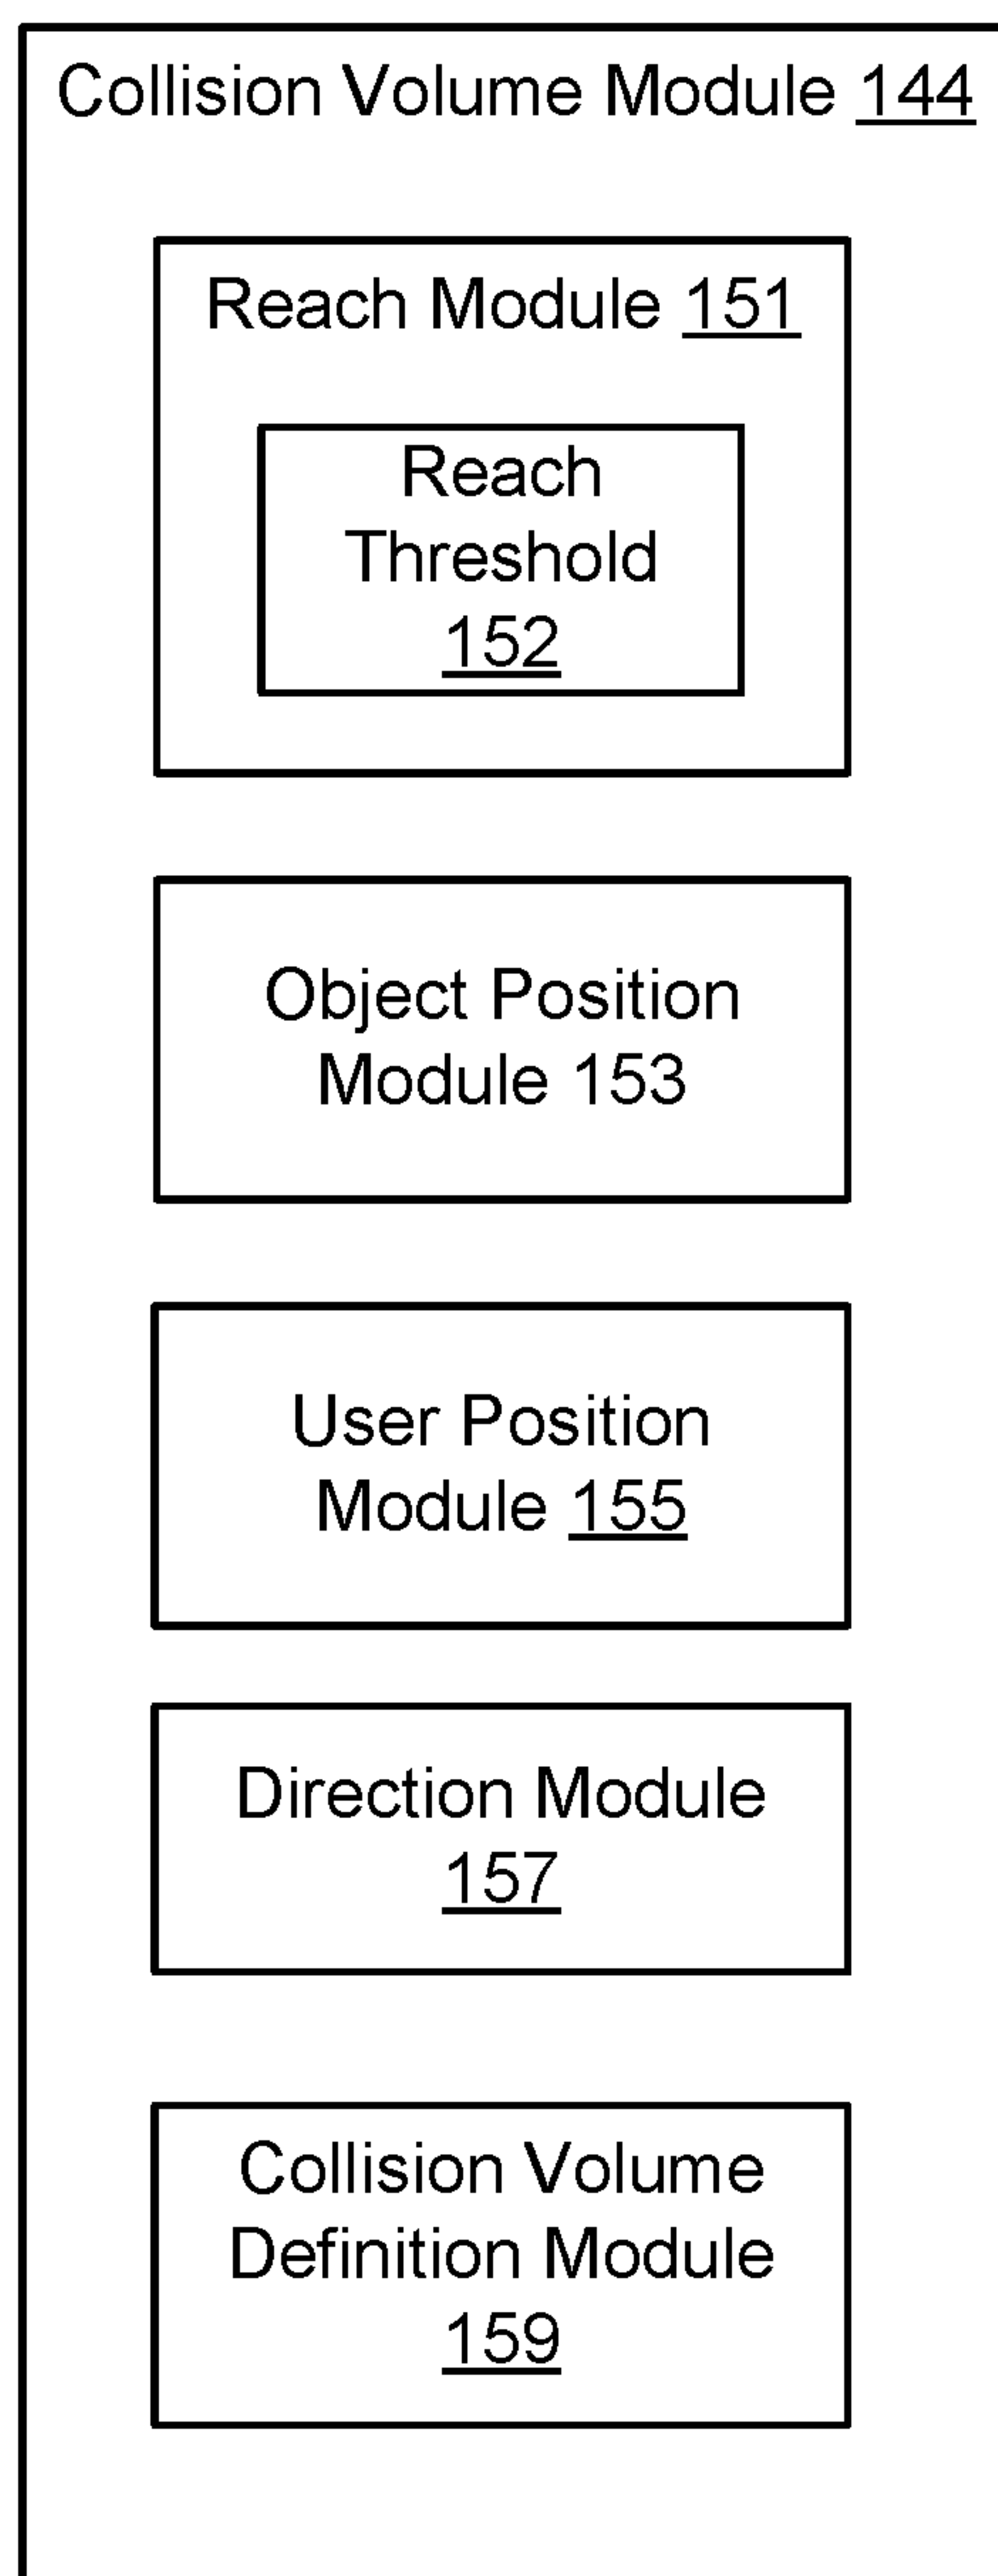 Collision Volume Module 144
Reach Module 151
Reach
Threshold
152
Object Position
Module 153
User Position
Module 155
Direction Module
157
Collision Volume
Definition Module
159